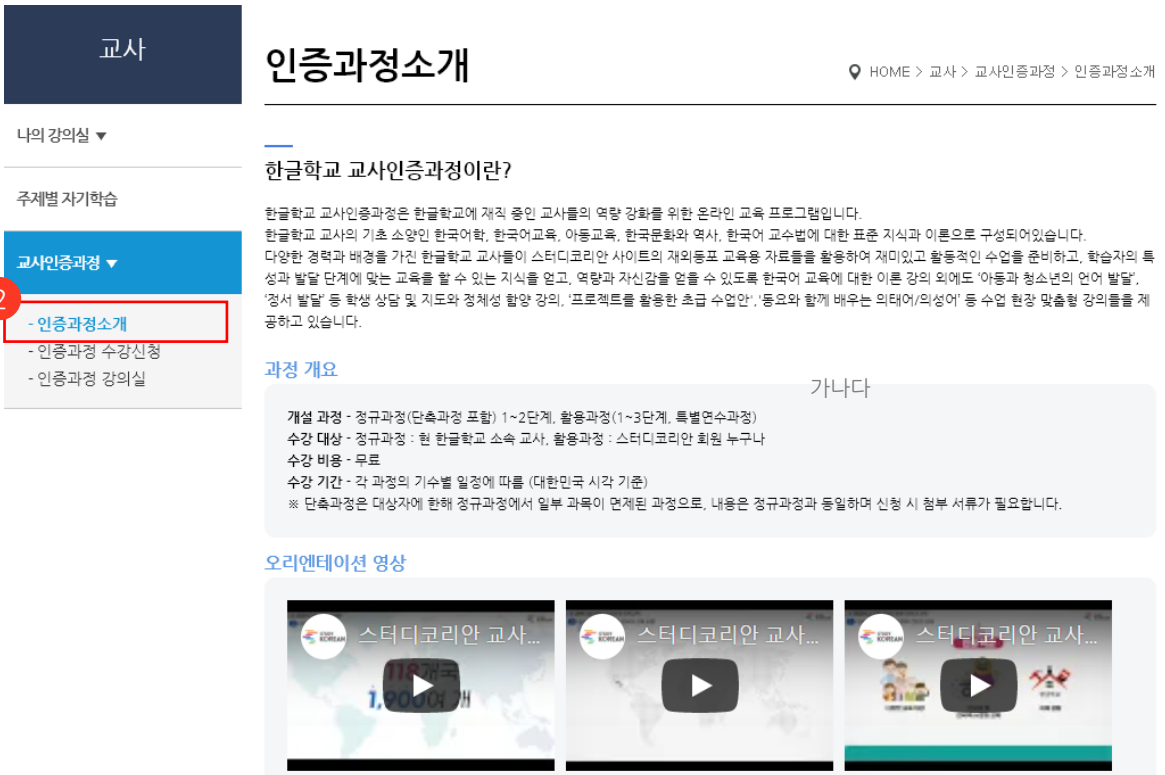 교사
인증과정소개
HOME > 교사 > 교사인증과정 > 인증과정소개
나의 강의실 ▼
주제별 자기학습
교사인증과정 ▼
2
- 인증과정소개
- 인증과정 수강신청
- 인증과정 강의실
한글학교 교사인증과정이란?
한글학교 교사인증과정은 한글학교에 재직 중인 교사들의 역량 강화를 위한 온라인 교육 프로그램입니다.
한글학교 교사의 기초 소양인 한국어학, 한국어교육, 아동교육, 한국문화와 역사, 한국어 교수법에 대한 표준 지식과 이론으로 구성되어있습니다.
다양한 경력과 배경을 가진 한글학교 교사들이 스터디코리안 사이트의 재외동포 교육용 자료들을 활용하여 재미있고 활동적인 수업을 준비하고, 학습자의 특
성과 발달 단계에 맞는 교육을 할 수 있는 지식을 얻고, 역량과 자신감을 얻을 수 있도록 한국어 교육에 대한 이론 강의 외에도 ‘아동과 청소년의 언어 발달’,
‘정서 발달’ 등 학생 상담 및 지도와 정체성 함양 강의, ‘프로젝트를 활용한 초급 수업안’, ‘동요와 함께 배우는 의태어/의성어’ 등 수업 현장 맞춤형 강의들을 제
공하고 있습니다.
과정 개요
가나다
개설 과정 - 정규과정(단축과정 포함) 1~2단계, 활용과정(1~3단계, 특별연수과정)
수강 대상 - 정규과정 : 현 한글학교 소속 교사, 활용과정 : 스터디코리안 회원 누구나
수강 비용 - 무료
수강 기간 - 각 과정의 기수별 일정에 따름 (대한민국 시각 기준)
※ 단축과정은 대상자에 한해 정규과정에서 일부 과목이 면제된 과정으로, 내용은 정규과정과 동일하며 신청 시 첨부 서류가 필요합니다.
오리엔테이션 영상
STUDY KOREAN 스터디코리안 교사...
118개국
1,900여 개
STUDY KOREAN 스터디코리안 교사...
STUDY KOREAN 스터디코리안 교사...